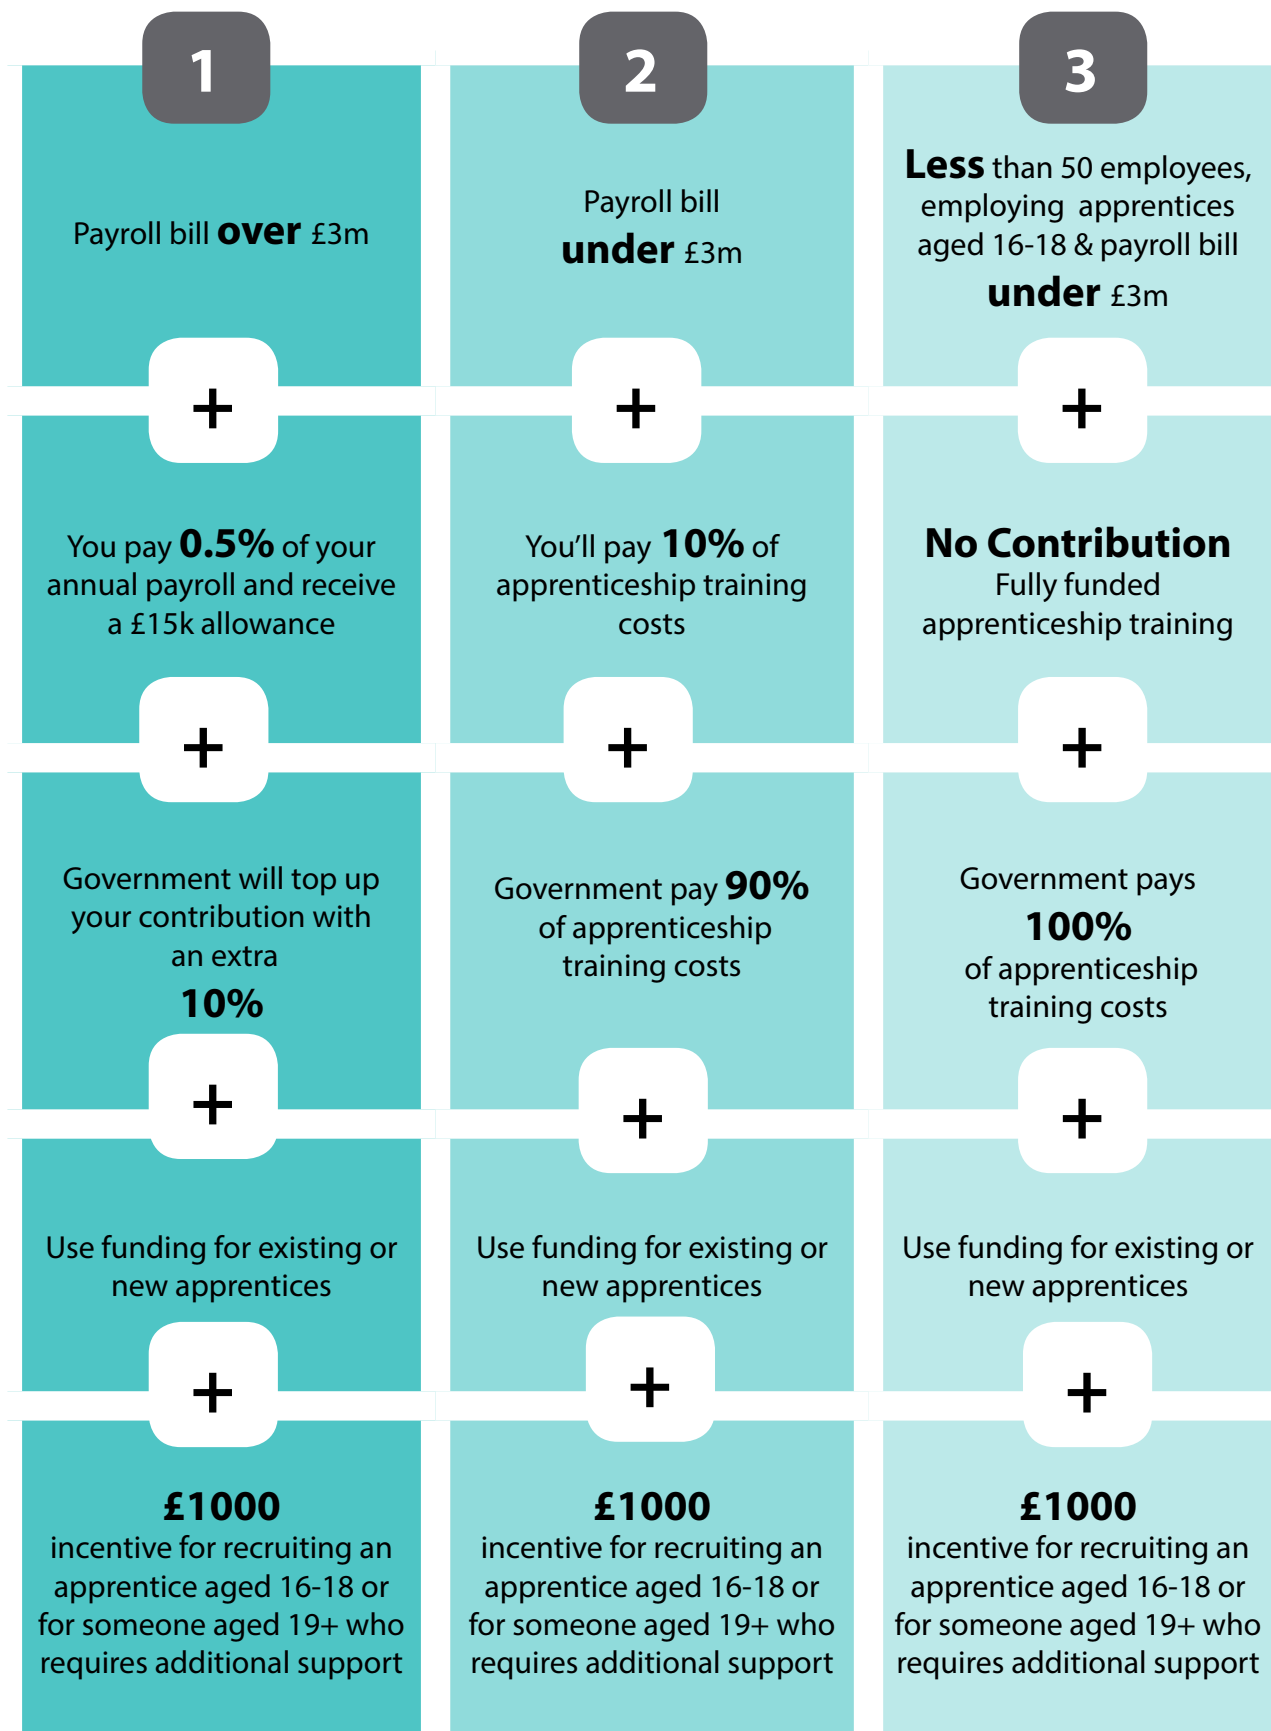 1
Payroll bill over £3m
+
You pay 0.5% of your
annual payroll and receive
a £15k allowance
+
Government will top up
your contribution with
an extra
10%
+
Use funding for existing or
new apprentices
+
£1000
incentive for recruiting an
apprentice aged 16-18 or
for someone aged 19+ who
requires additional support
2
Payroll bill
under £3m
+
You’ll pay 10% of
apprenticeship training
costs
+
Government pay 90%
of apprenticeship
training costs
+
Use funding for existing or
new apprentices
+
£1000
incentive for recruiting an
apprentice aged 16-18 or
for someone aged 19+ who
requires additional support
3
Less than 50 employees,
employing apprentices
aged 16-18 & payroll bill
under £3m
+
No Contribution
Fully funded
apprenticeship training
+
Government pays
100%
of apprenticeship
training costs
+
Use funding for existing or
new apprentices
+
£1000
incentive for recruiting an
apprentice aged 16-18 or
for someone aged 19+ who
requires additional support